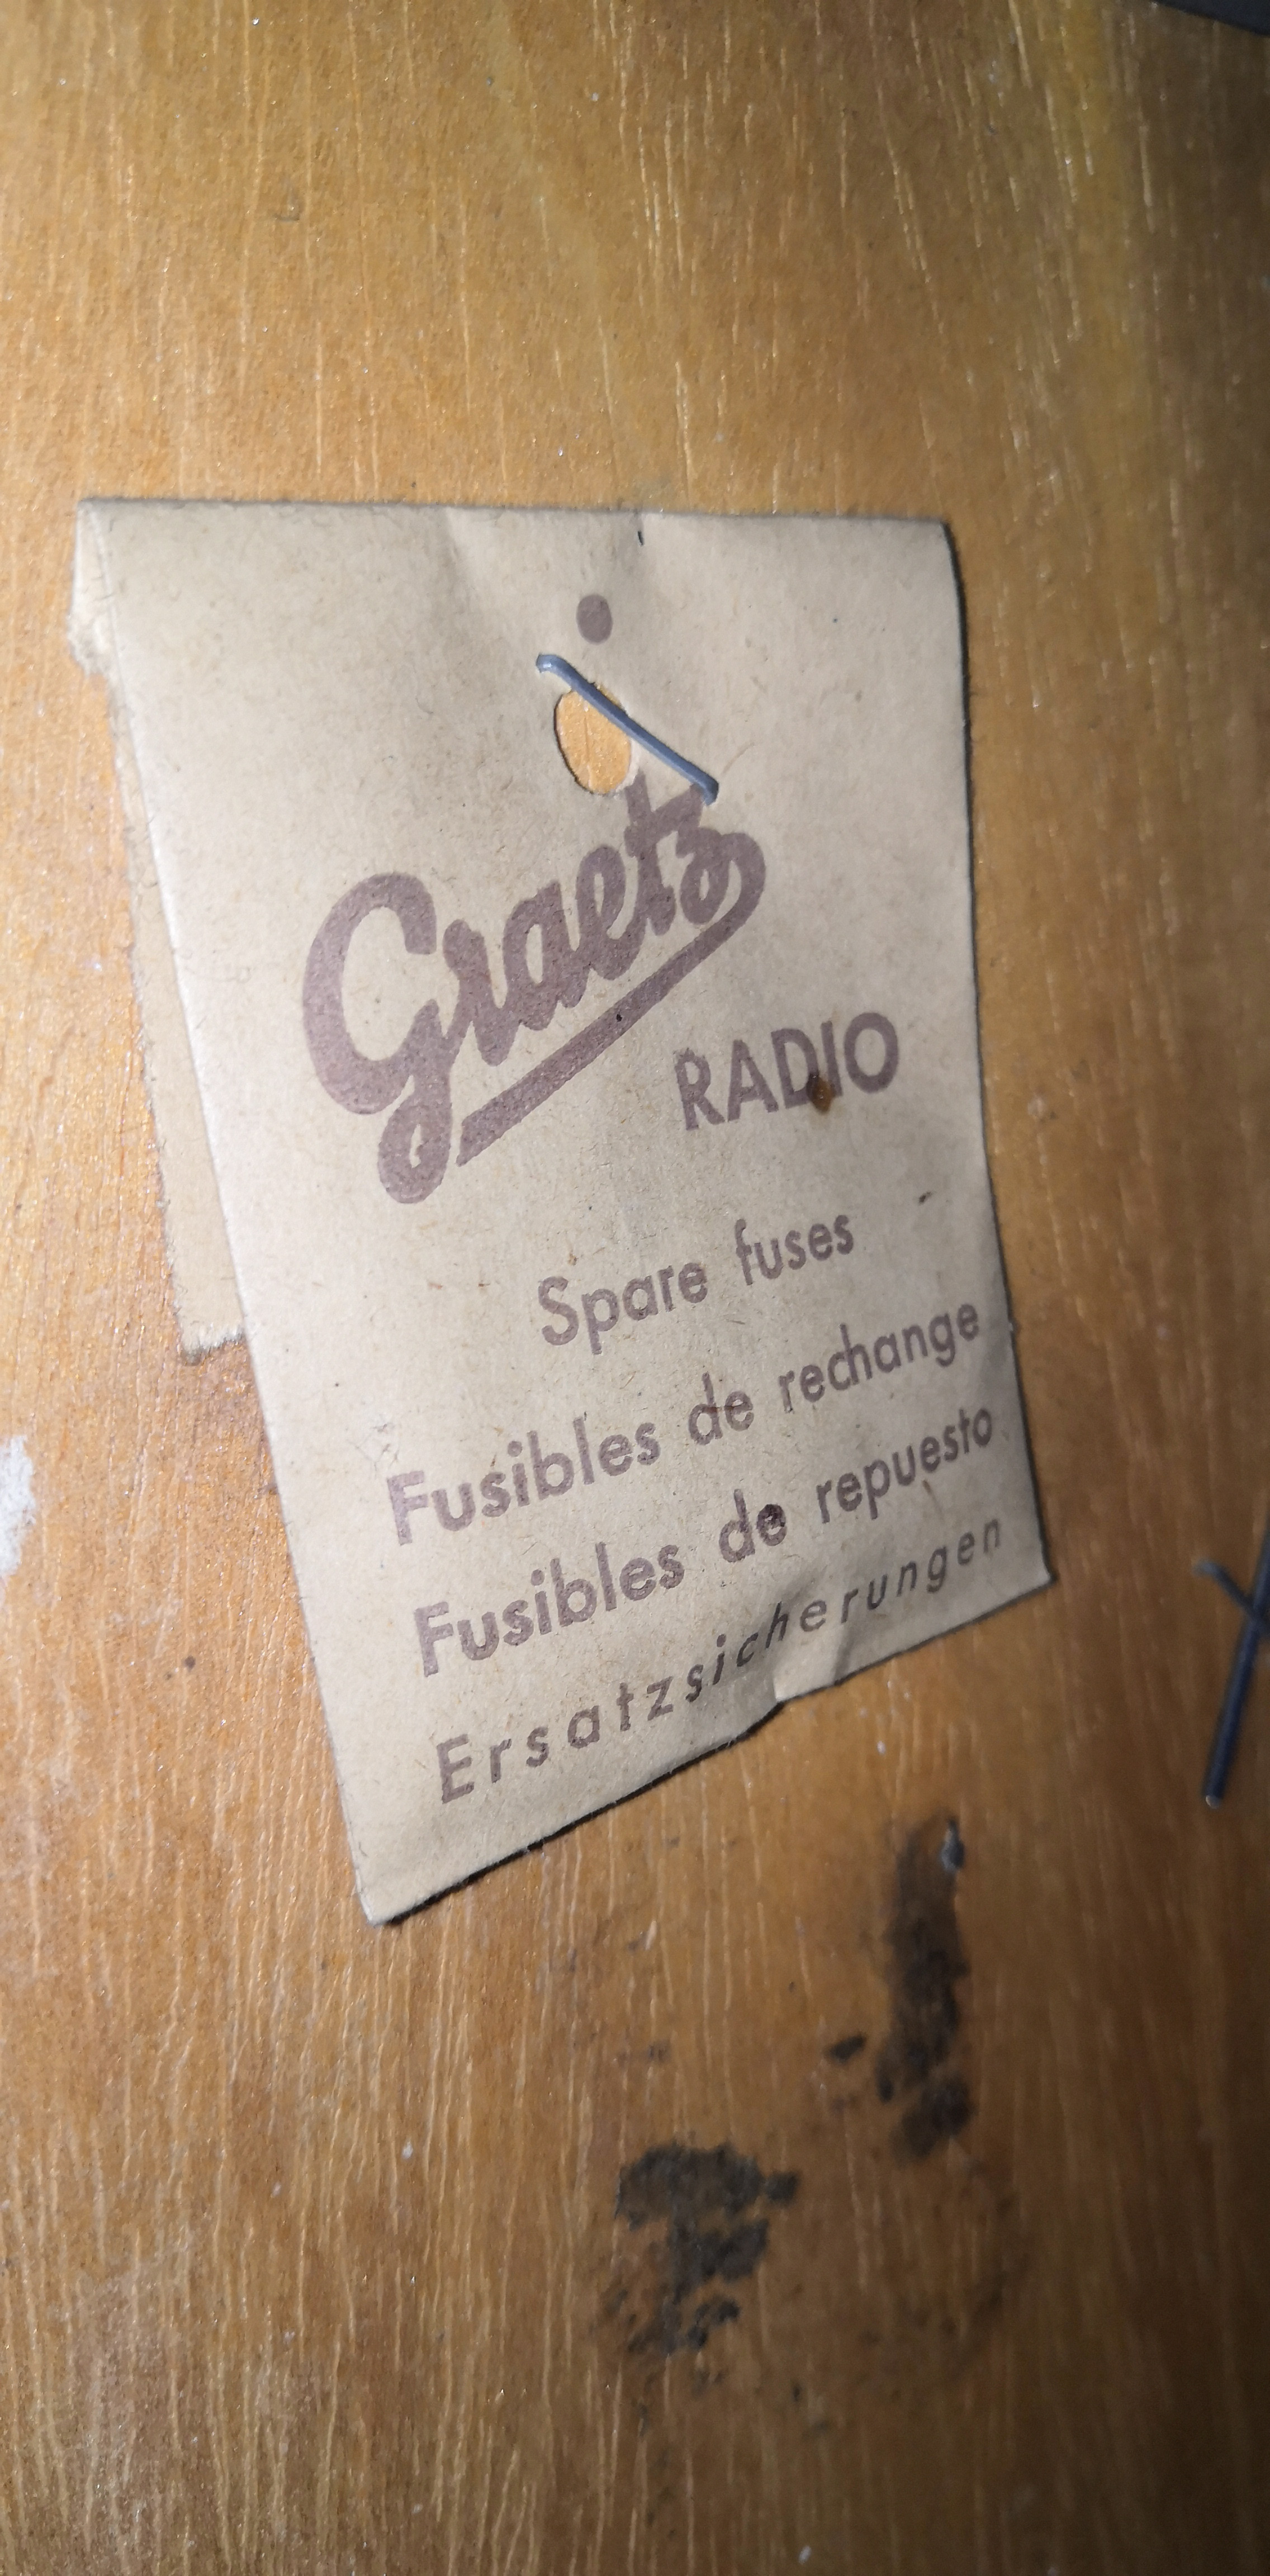 Graetz
RADIO
Spare fuses
Fusibles de rechange
Fusibles de repuesto
Ersatzsicherungen